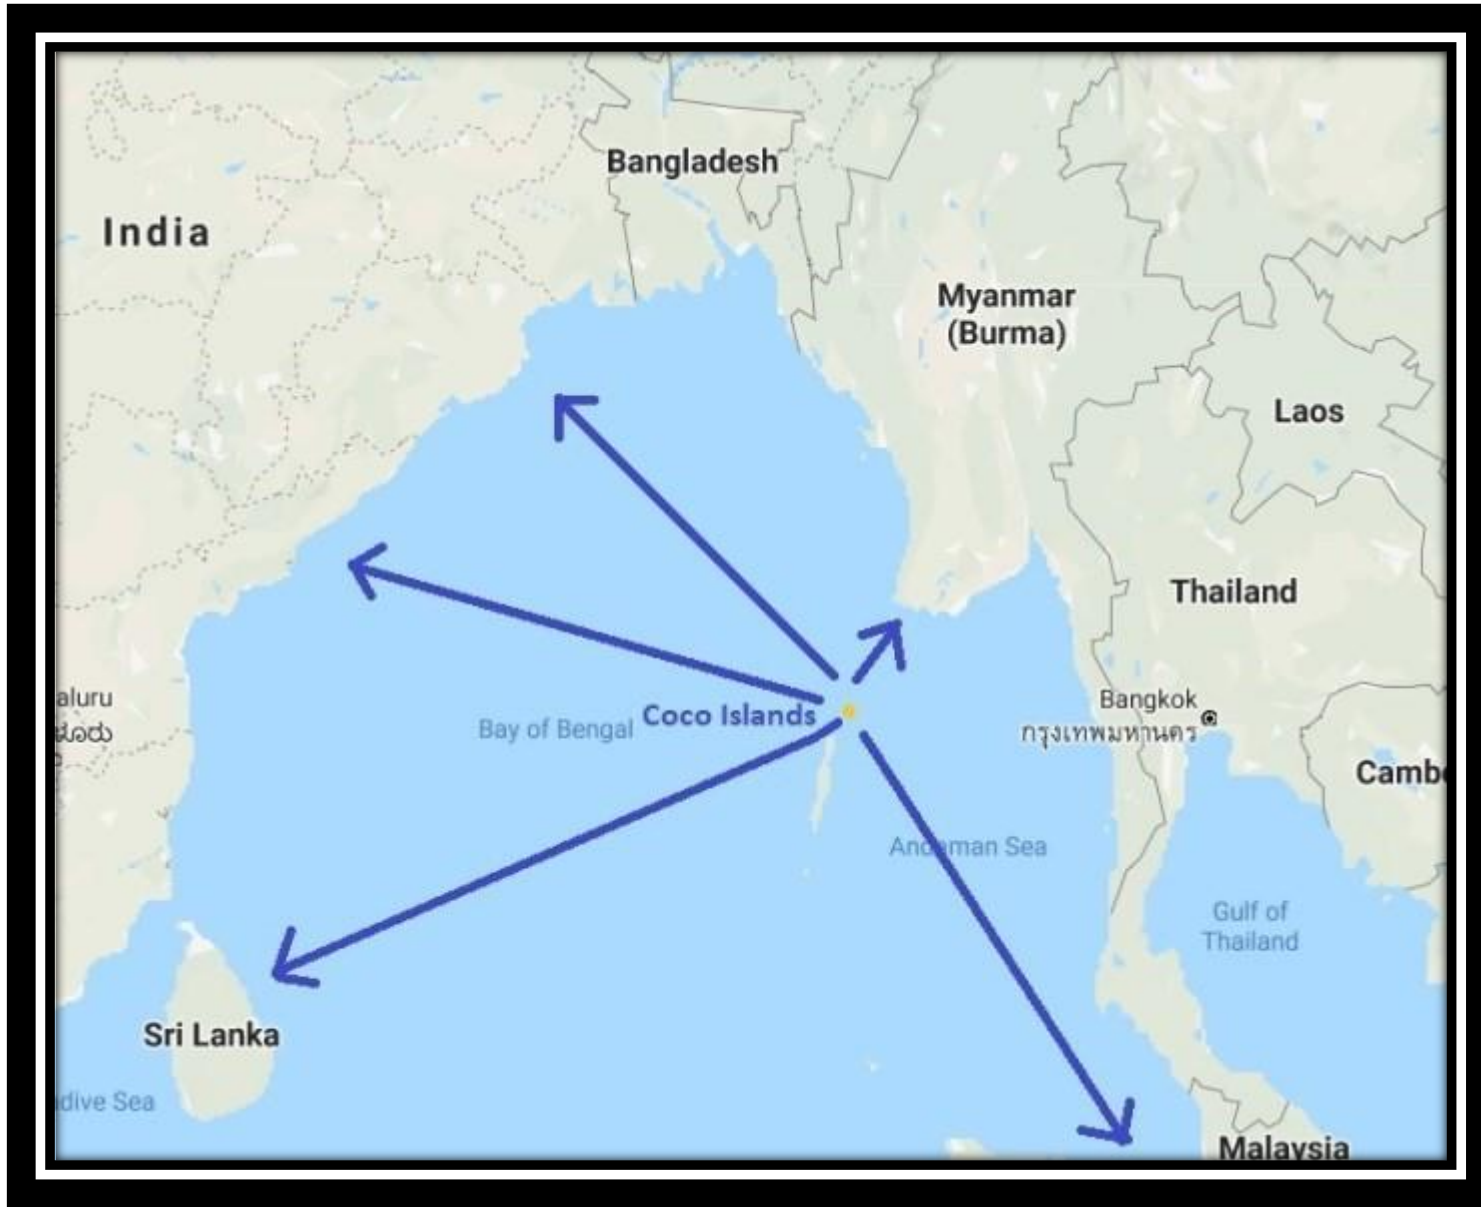 Bangladesh
India
Myanmar
(Burma)
Laos
Thailand
aluru
Bangkok
กรุงเทพมหานคร
Coco Islands
Bay of Bengal
Camb
Andaman Sea
Gulf of
Thailand
Sri Lanka
dive Sea
Malaysia